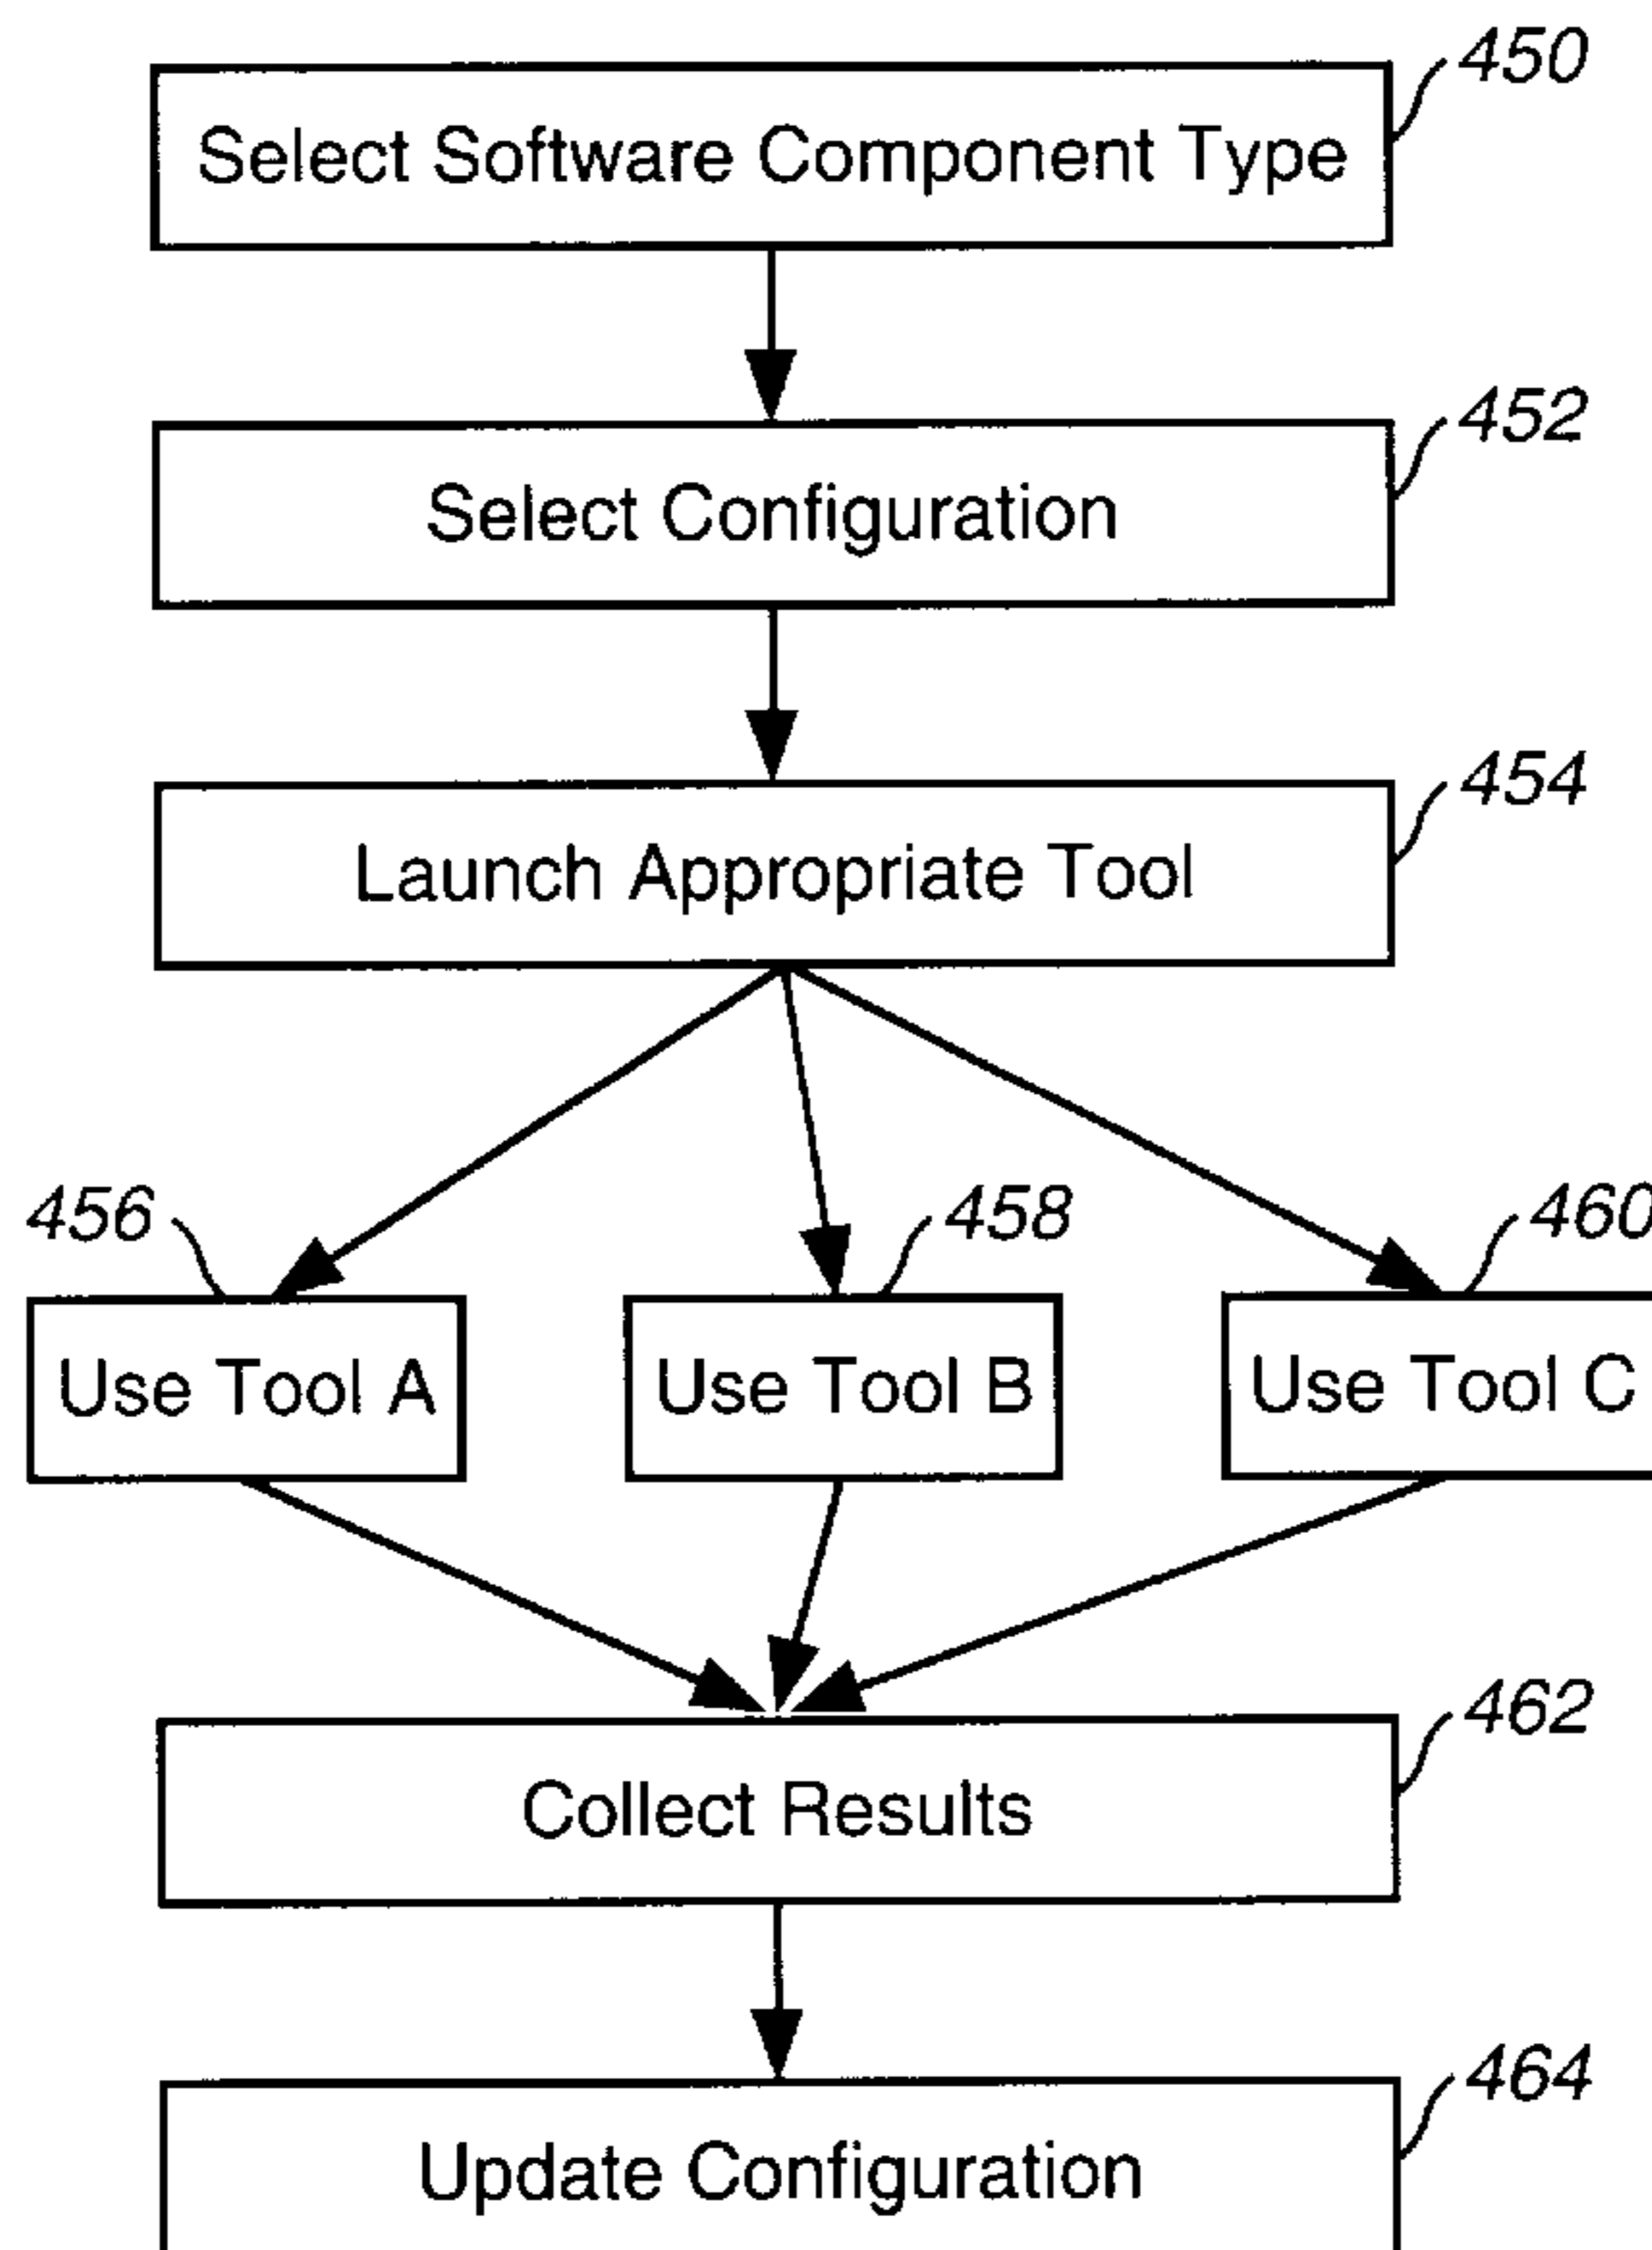 450
Select Software Component Type
452
Select Configuration
454
Launch Appropriate Tool
456
458
460
Use Tool A
Use Tool B
Use Tool C
462
Collect Results
464
Update Configuration